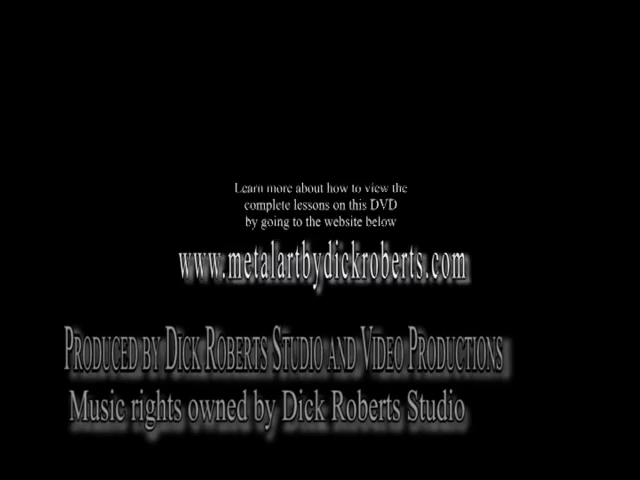 Learn more about how to view the
complete lessons on this DVD
by going to the website below
www.metalartbydickroberts.com
PRODUCED BY DICK ROBERTS STUDIO AND VIDEO PRODUCTIONS
Music rights owned by Dick Roberts Studio